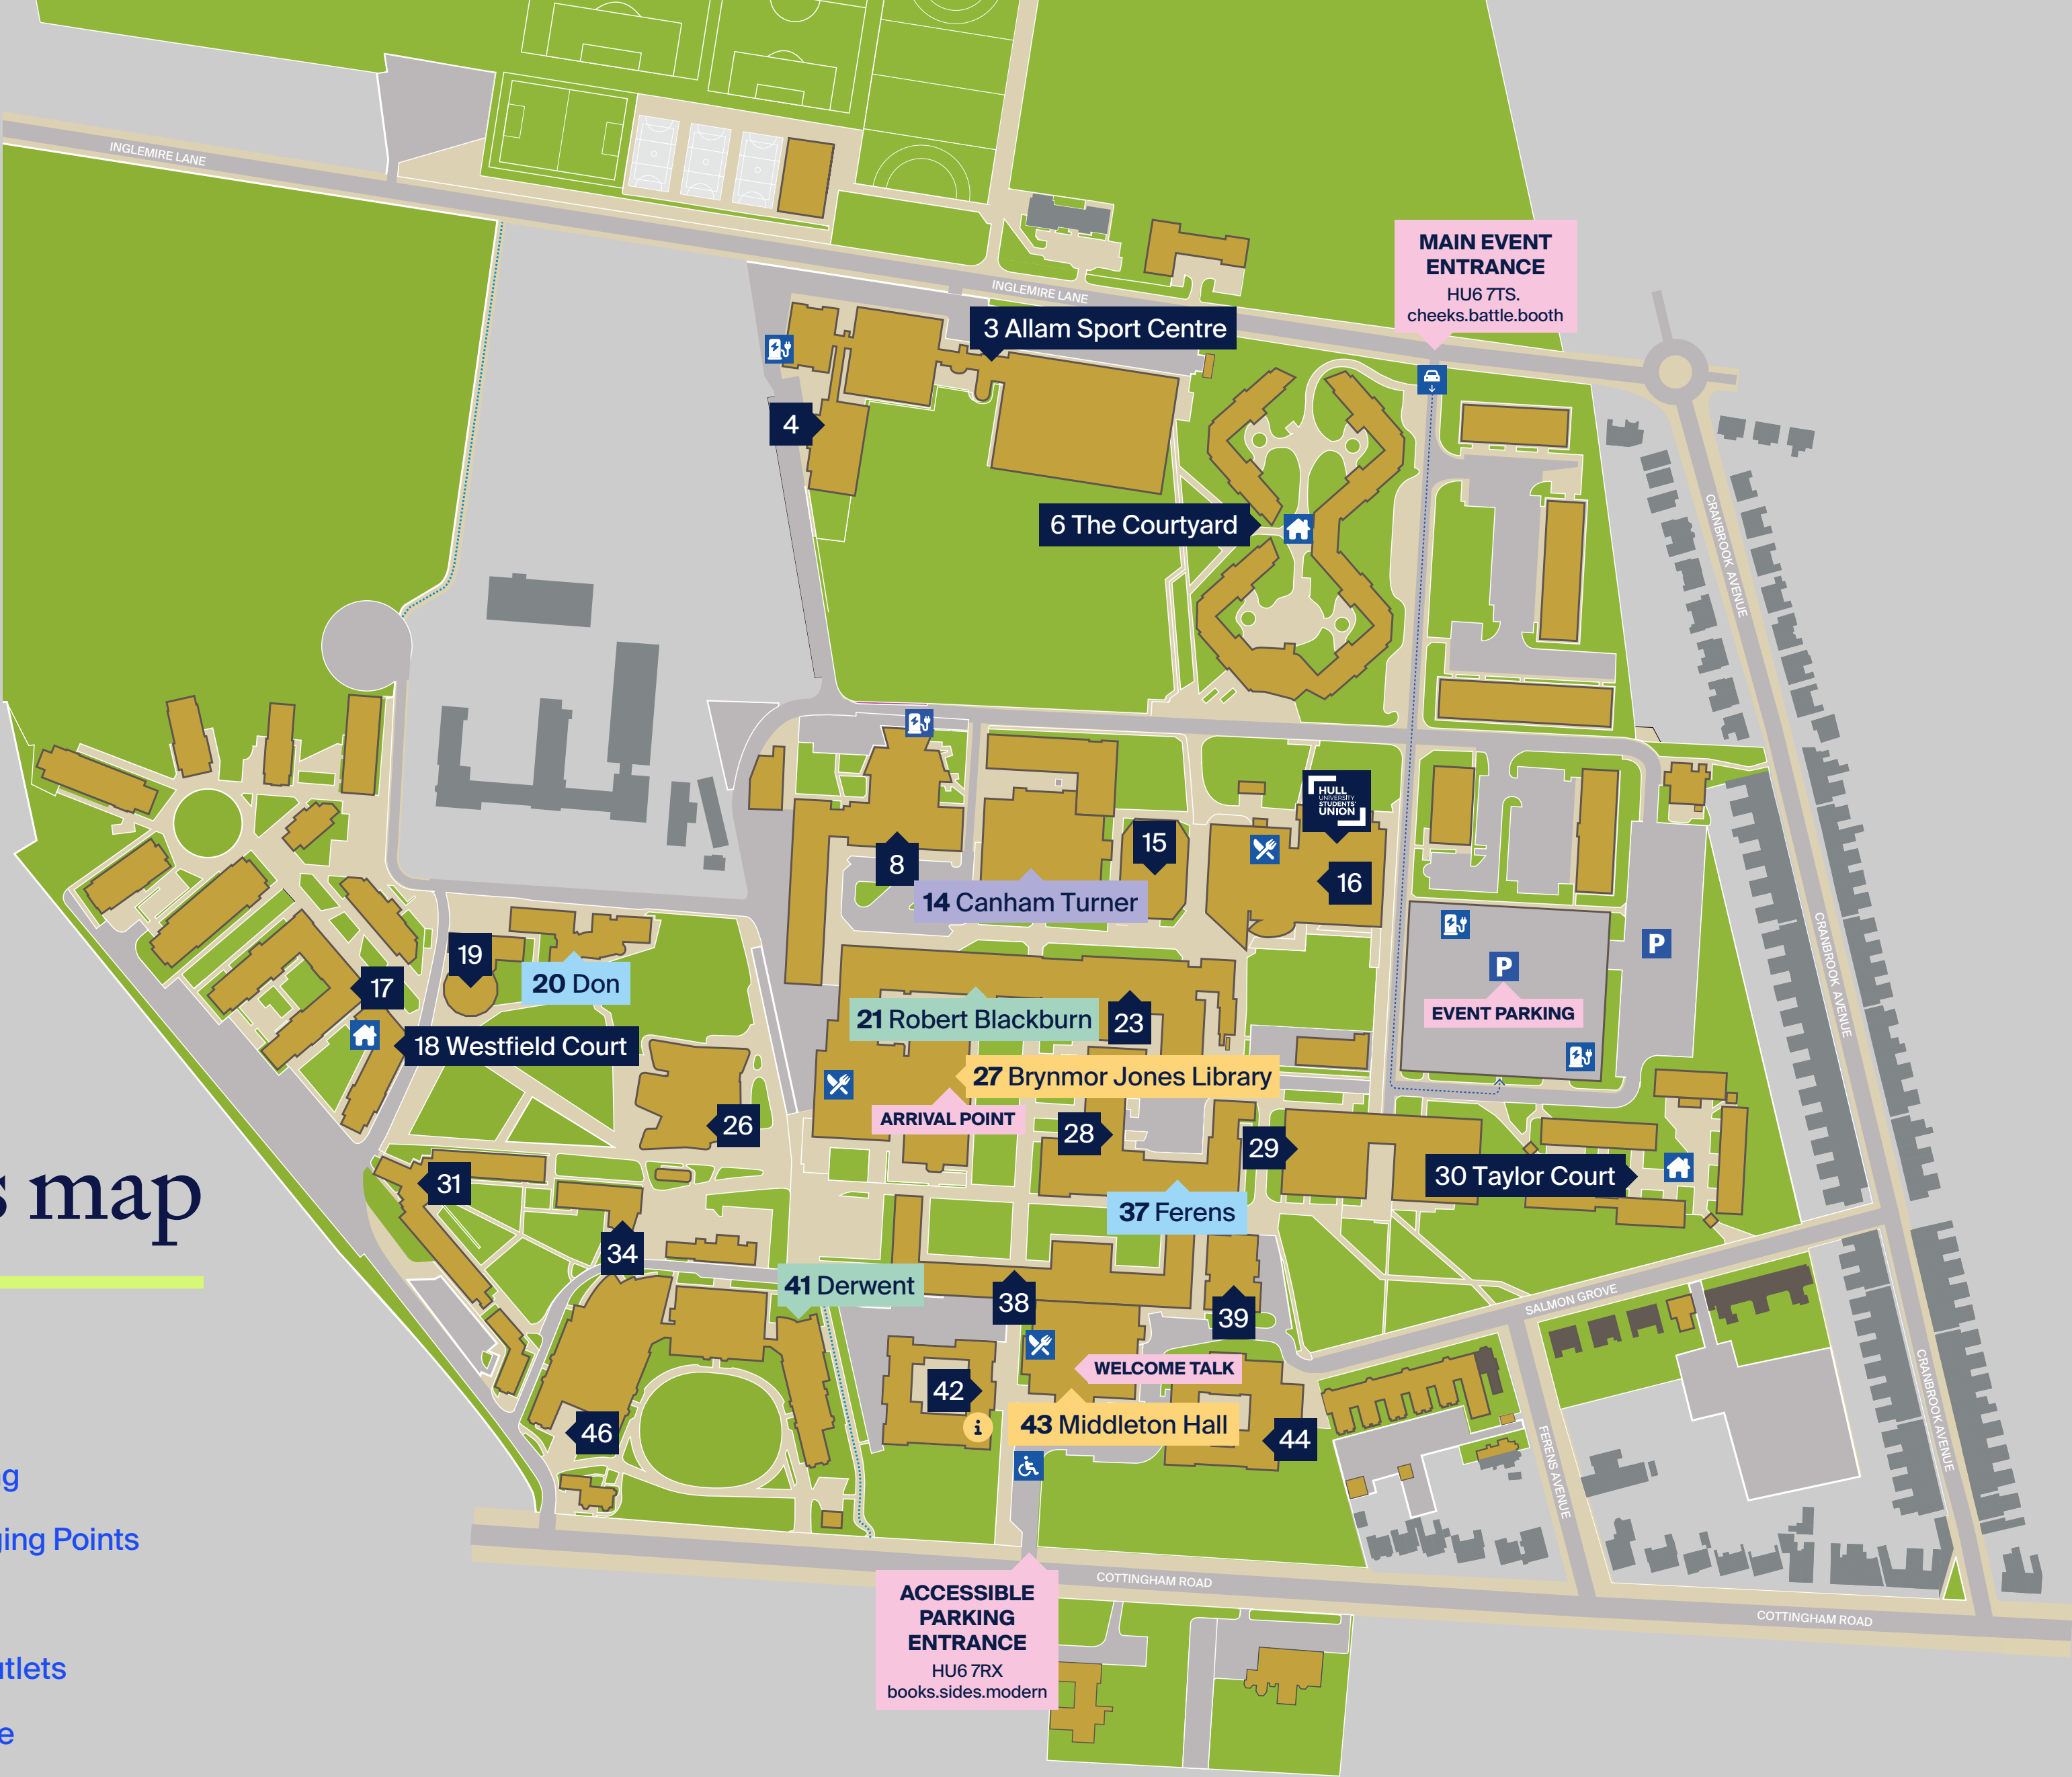 INGLEMIRE LANE
INGLEMIRE LANE
MAIN EVENT
ENTRANCE
HU6 7TS.
cheeks.battle.booth
3 Allam Sport Centre
4
6 The Courtyard
CRANBROOK AVENUE
HULL
UNIVERSITY
STUDENTS'
UNION
8
15
16
14 Canham Turner
CRANBROOK AVENUE
P
P
EVENT PARKING
19
20 Don
17
18 Westfield Court
21 Robert Blackburn
23
27 Brynmor Jones Library
ARRIVAL POINT
26
28
29
30 Taylor Court
31
s map
37 Ferens
34
41 Derwent
38
39
SALMON GROVE
WELCOME TALK
42
i
43 Middleton Hall
44
46
CRANBROOK AVENUE
FERENS AVENUE
g
ging Points
COTTINGHAM ROAD
COTTINGHAM ROAD
ACCESSIBLE
PARKING
ENTRANCE
HU6 7RX
books.sides.modern
utlets
e